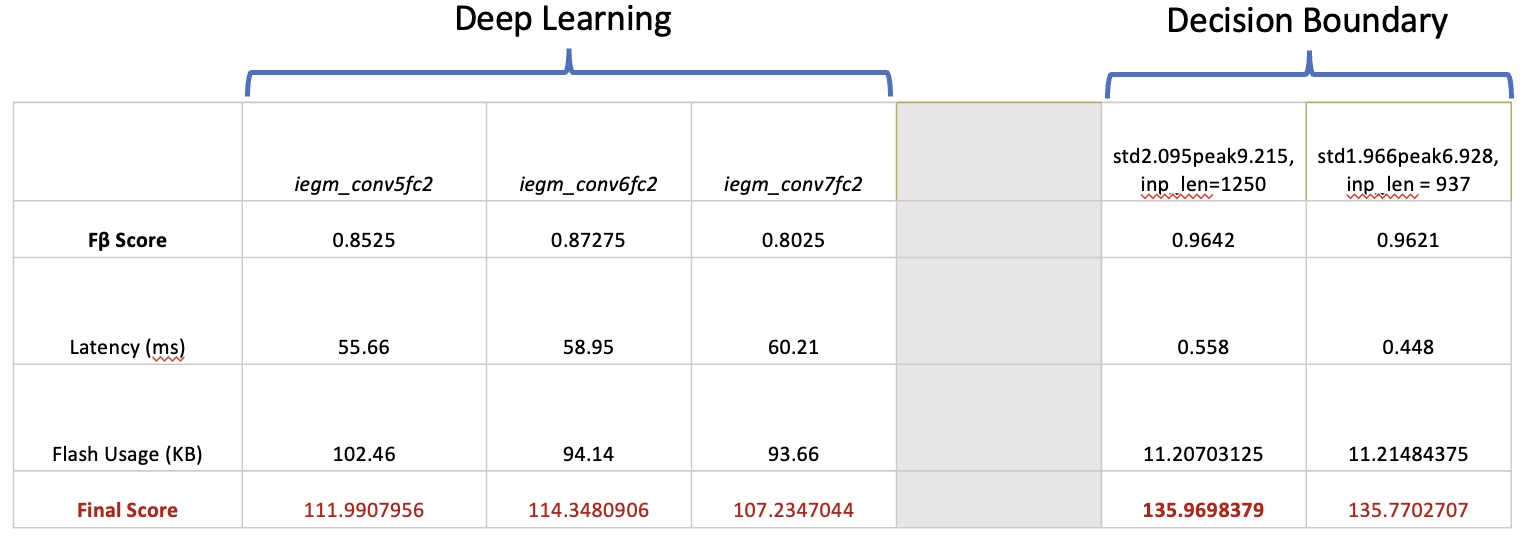 Deep Learning
Decision Boundary
iegm_conv5fc2
iegm_conv6fc2
iegm_conv7fc2
std2.095peak9.215,
inp_len=1250
std1.966peak6.928,
inp_len = 937
Fβ Score
0.8525
0.87275
0.8025
0.9642
0.9621
Latency (ms)
55.66
58.95
60.21
0.558
0.448
Flash Usage (KB)
102.46
94.14
93.66
11.20703125
11.21484375
Final Score
111.9907956
114.3480906
107.2347044
135.9698379
135.7702707